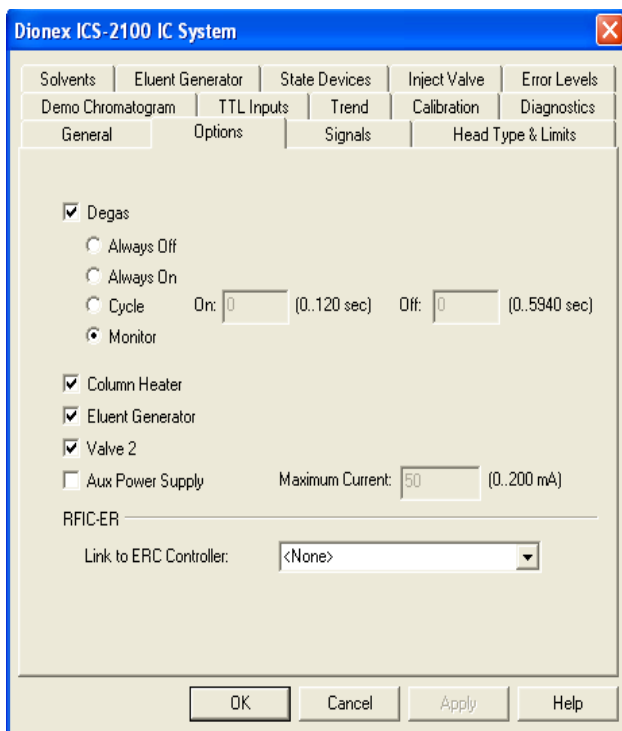 Dionex ICS-2100 IC System
Solvents Eluent Generator State Devices Inject Valve Error Levels
Demo Chromatogram TTL Inputs Trend Calibration Diagnostics
General Options Signals Head Type & Limits
Degas
Always Off
Always On
Cycle On: 0 (0..120 sec) Off: 0 (0..5940 sec)
Monitor
Column Heater
Eluent Generator
Valve 2
Aux Power Supply Maximum Current: 50 (0..200 mA)
RFIC-ER
Link to ERC Controller: <None>
OK Cancel Apply Help